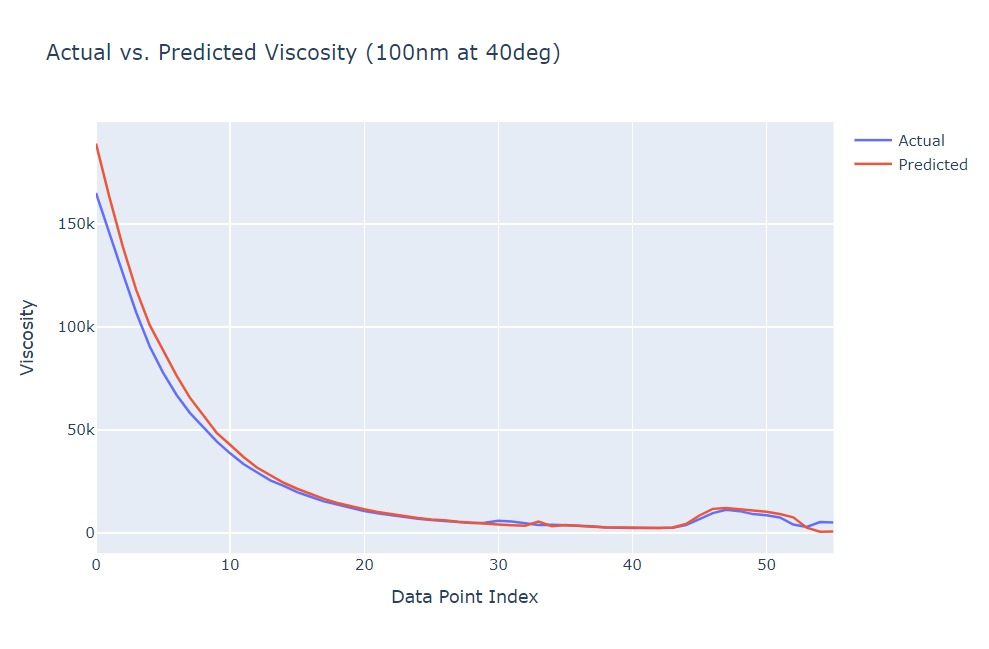 Actual vs. Predicted Viscosity (100nm at 40deg)
Actual
Predicted
150k
100k
50k
0
Viscosity
0 10 20 30 40 50
Data Point Index